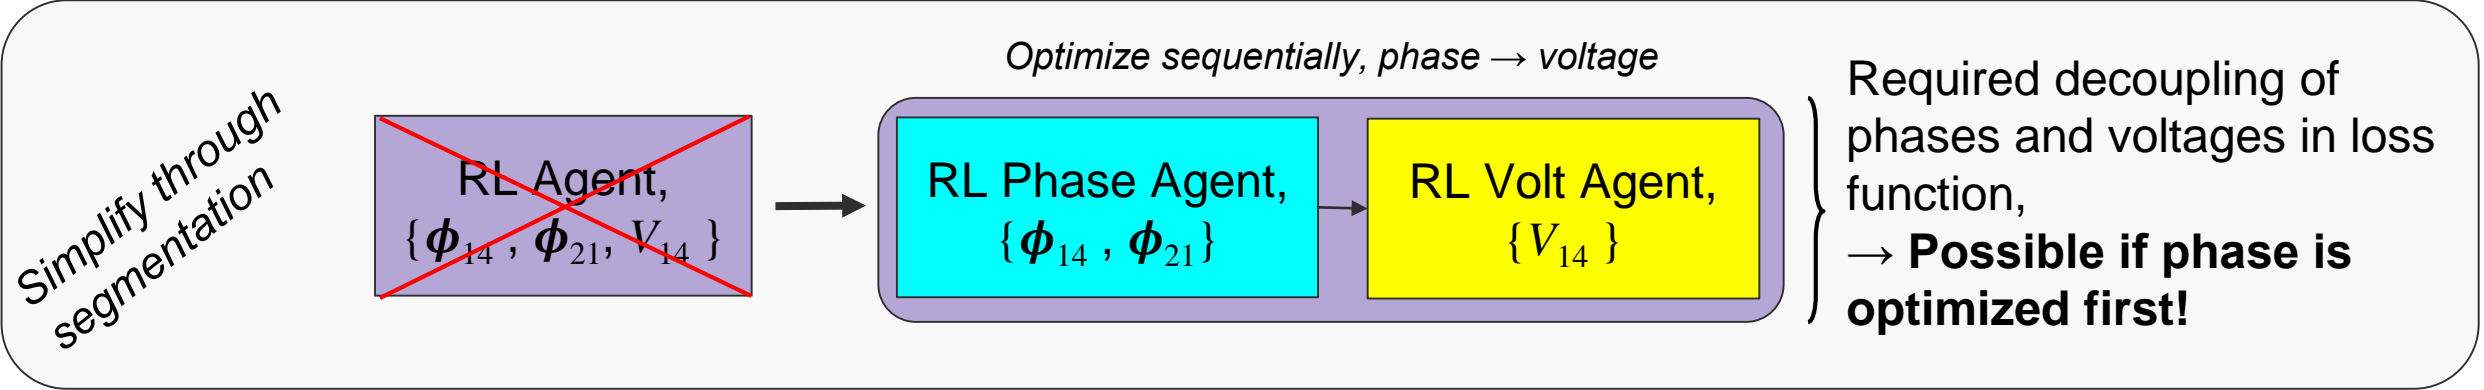 Simplify through
segmentation
RL Agent,
{ϕ₁₄ , ϕ₂₁, V₁₄ }
Optimize sequentially, phase → voltage
RL Phase Agent,
{ϕ₁₄ , ϕ₂₁}
RL Volt Agent,
{V₁₄ }
Required decoupling of
phases and voltages in loss
function,
→ Possible if phase is
optimized first!